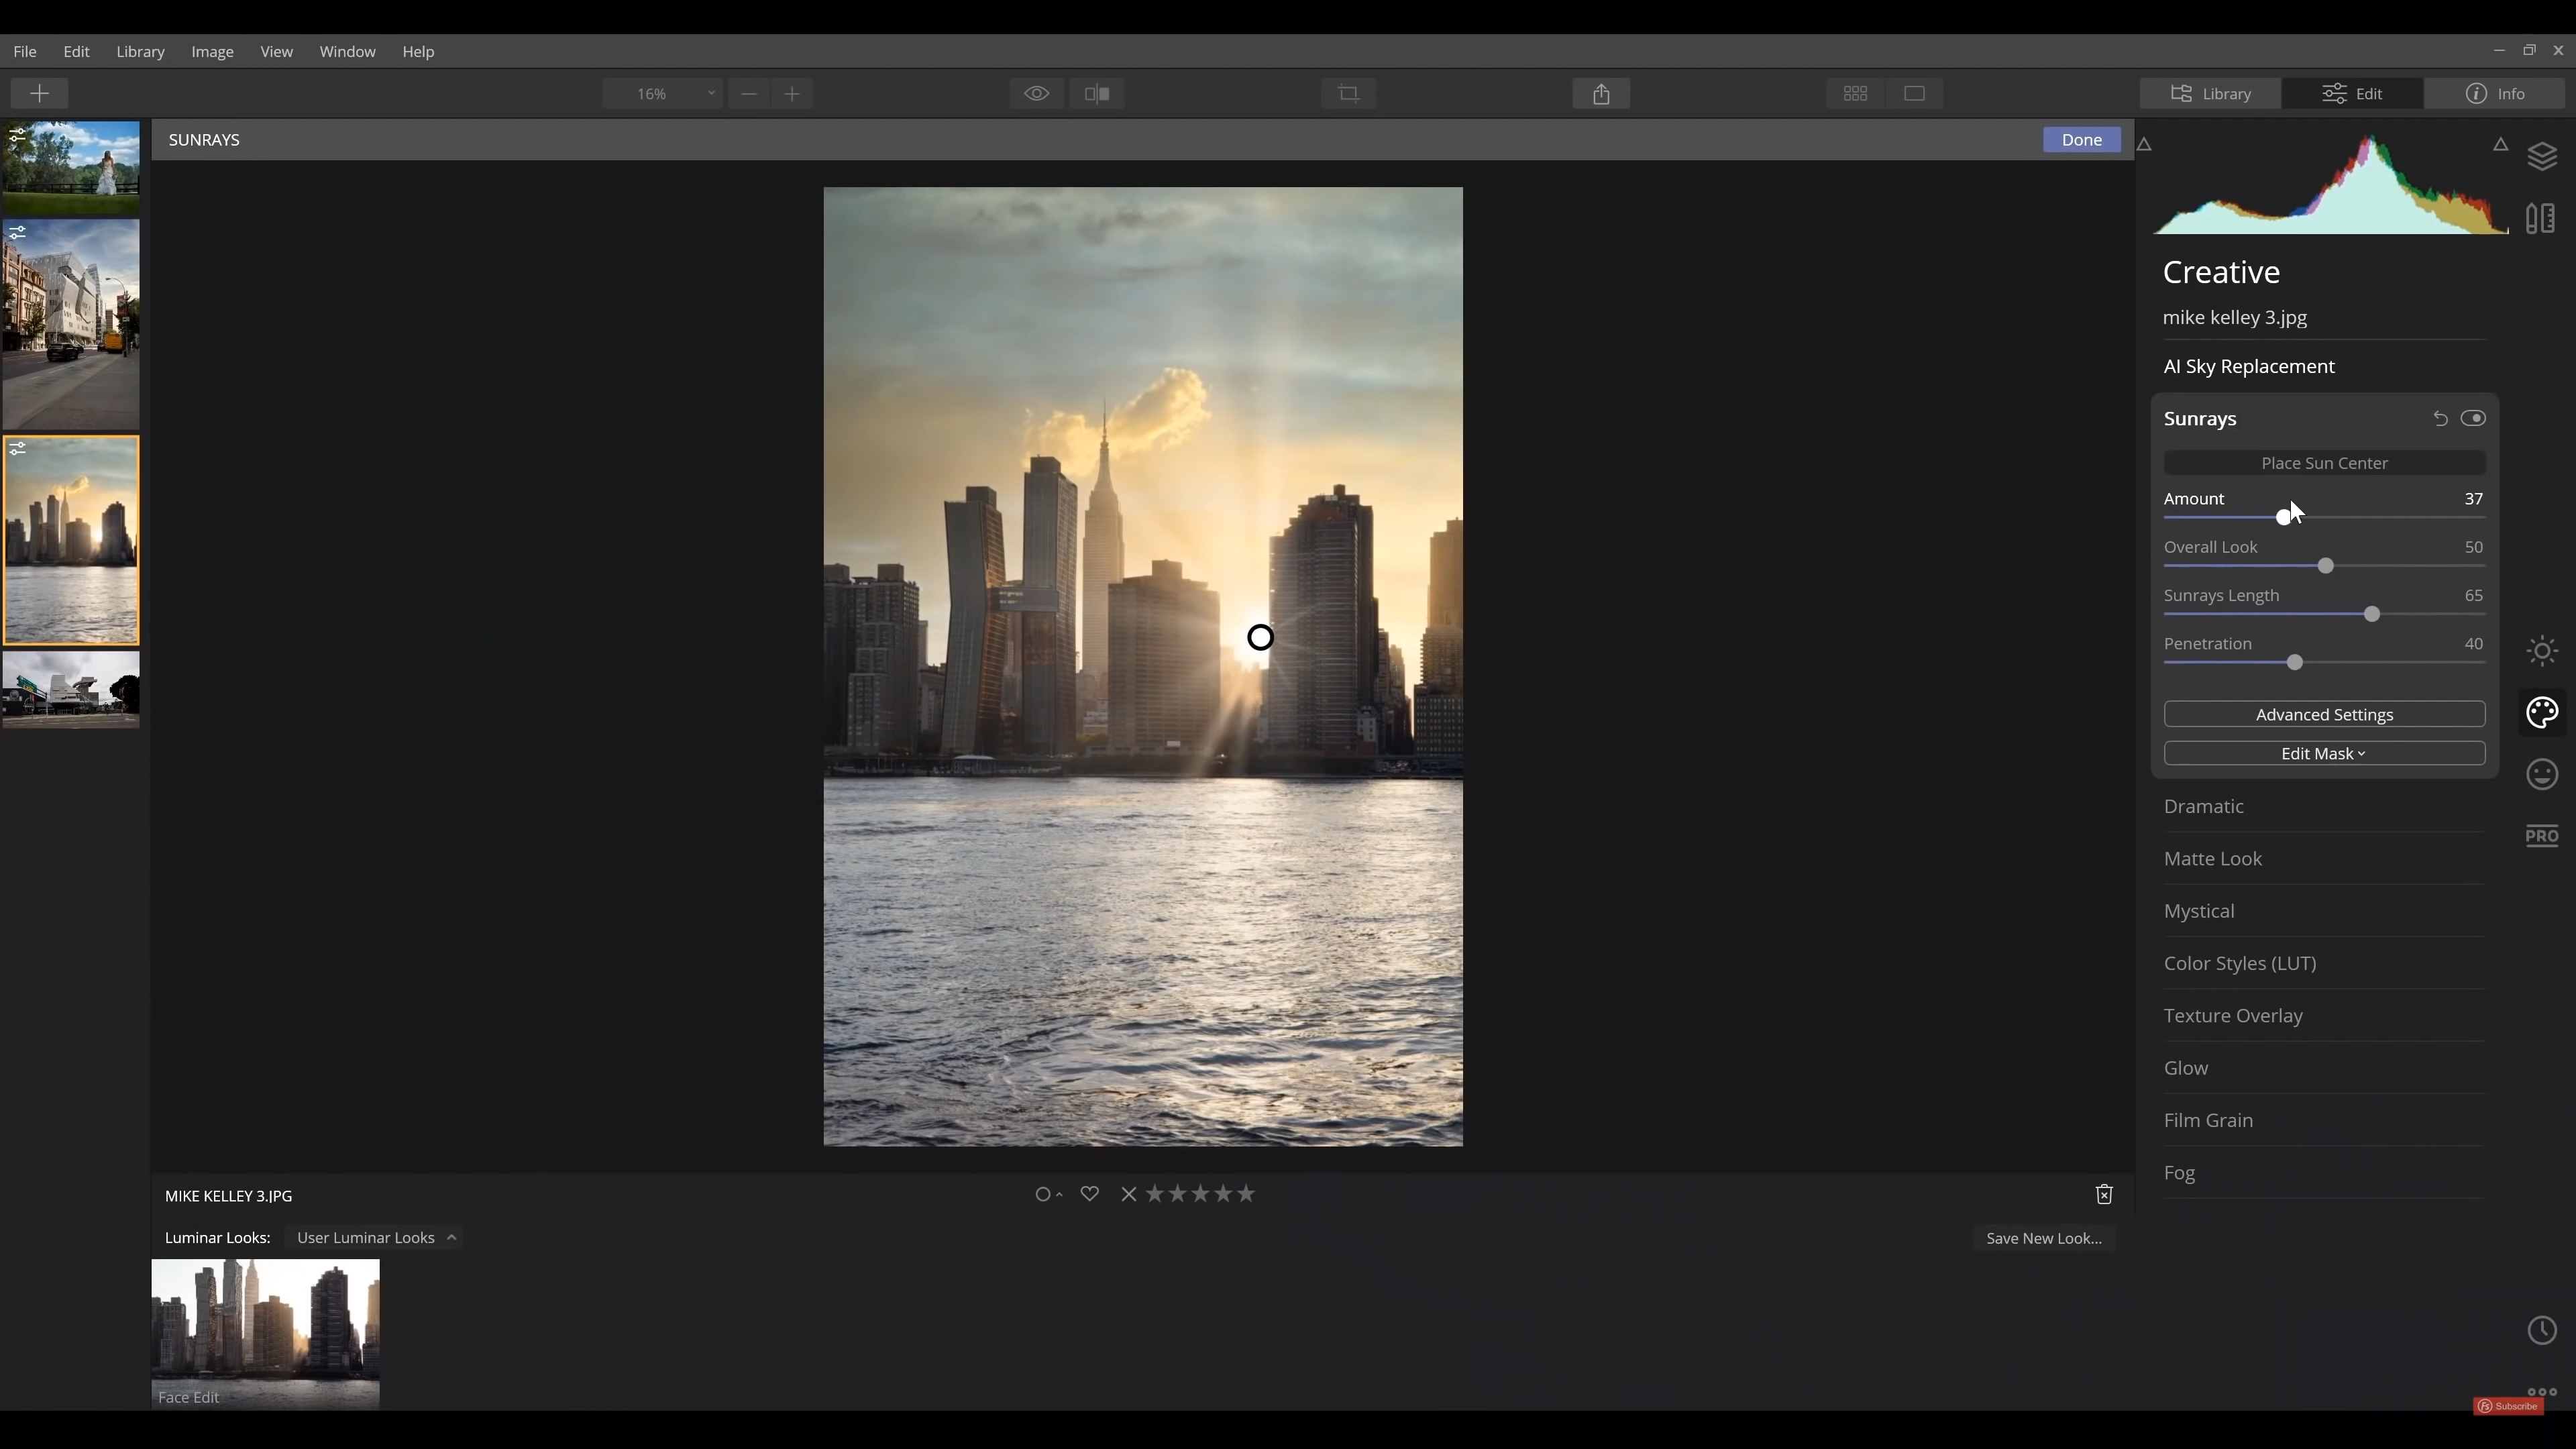 File Edit Library Image View Window Help
16%
Library Edit Info
SUNRAYS
Done
Creative
mike kelley 3.jpg
AI Sky Replacement
Sunrays
Place Sun Center
Amount 37
Overall Look 50
Sunrays Length 65
Penetration 40
Advanced Settings
Edit Mask
PRO
Dramatic
Matte Look
Mystical
Color Styles (LUT)
Texture Overlay
Glow
Film Grain
Fog
MIKE KELLEY 3.JPG
Luminar Looks: User Luminar Looks
Save New Look...
Face Edit
Fs Subscribe